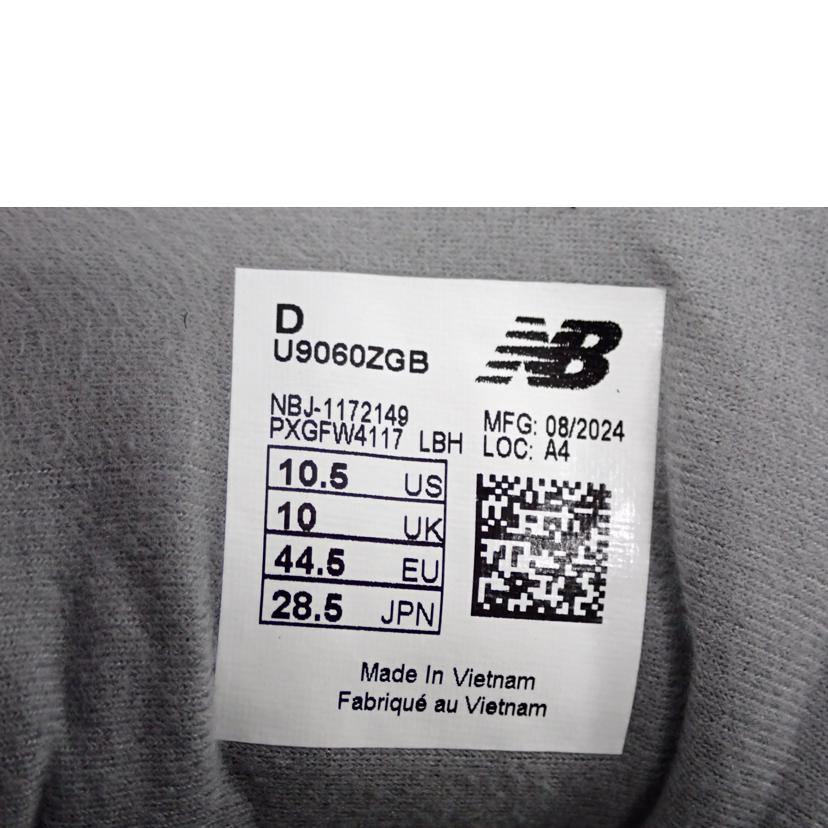 D
U9060ZGB
NB
NBJ-1172149
PXGFW4117 LBH
MFG: 08/2024
LOC: A4
10.5 US
10 UK
44.5 EU
28.5 JPN
Made In Vietnam
Fabriqué au Vietnam